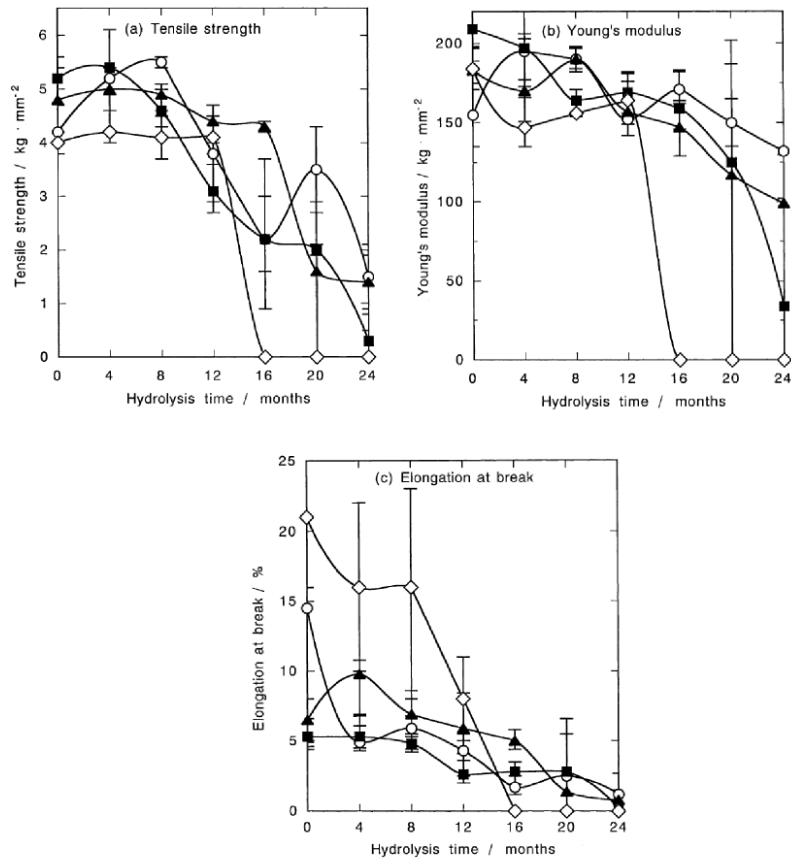 (a) Tensile strength
6
5
4
3
2
1
0
Tensile strength / kg · mm-2
0 4 8 12 16 20 24
Hydrolysis time / months
(b) Young's modulus
200
150
100
50
0
Young's modulus / kg · mm-2
0 4 8 12 16 20 24
Hydrolysis time / months
(c) Elongation at break
25
20
15
10
5
0
Elongation at break / %
0 4 8 12 16 20 24
Hydrolysis time / months